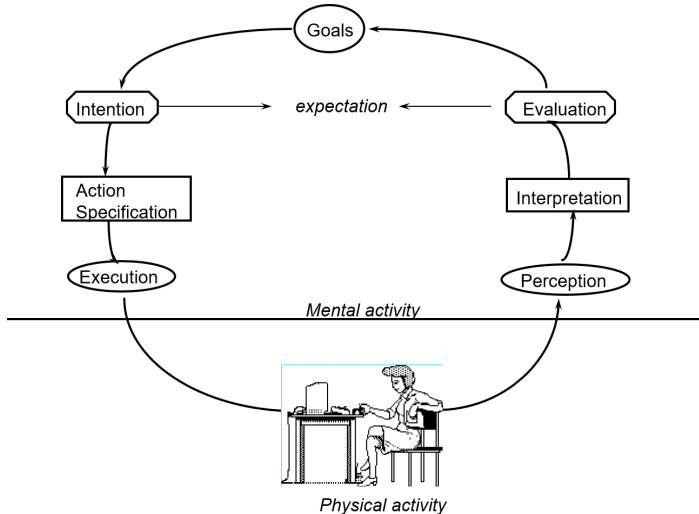 Goals
Intention
expectation
Evaluation
Action
Specification
Interpretation
Execution
Perception
Mental activity
Physical activity